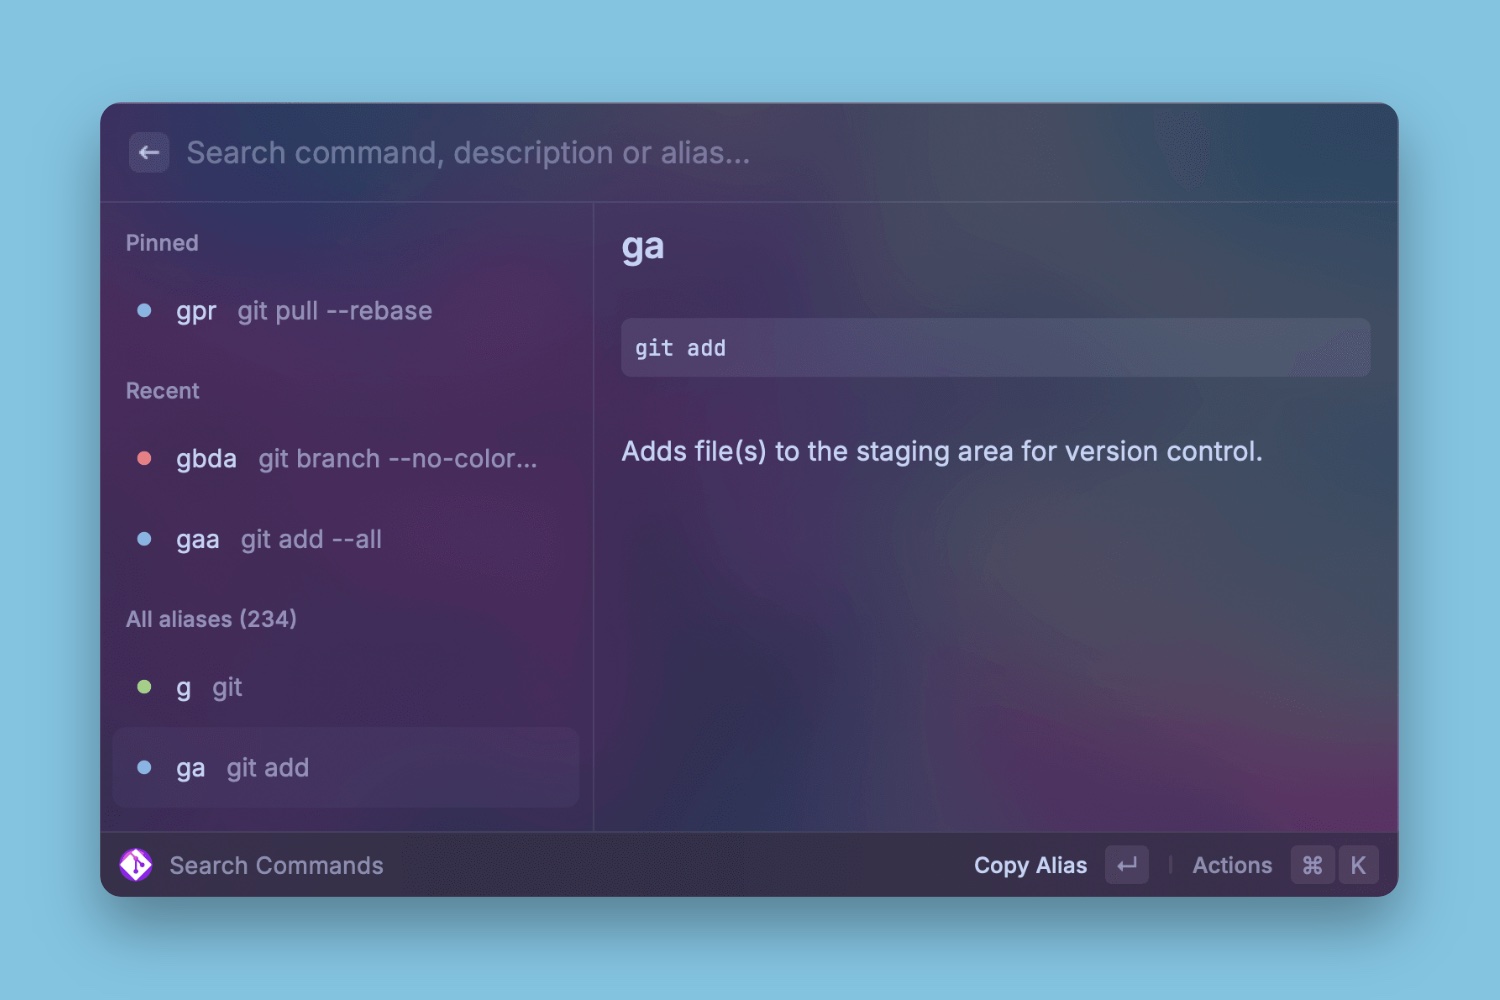 Search command, description or alias...
Pinned
gpr git pull --rebase
Recent
gbda git branch --no-color...
gaa git add --all
All aliases (234)
g git
ga git add
ga
git add
Adds file(s) to the staging area for version control.
Search Commands
Copy Alias ↵ | Actions ⌘ K